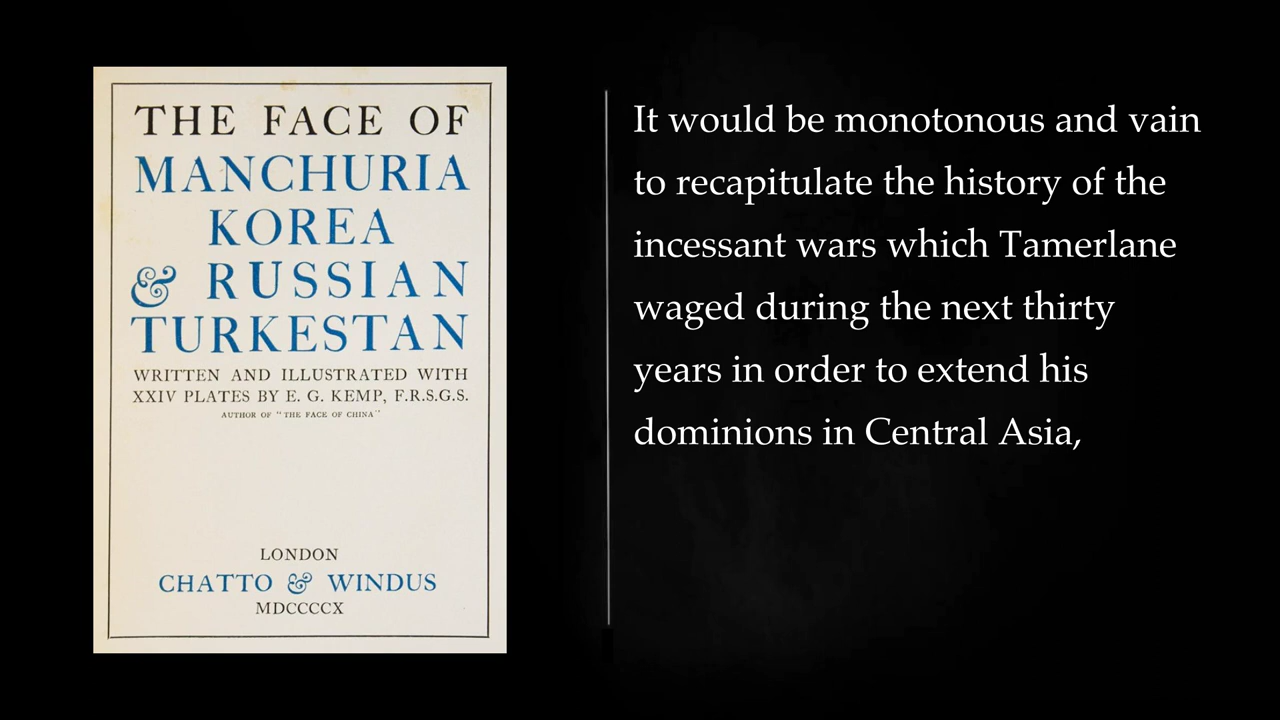 THE FACE OF
MANCHURIA
KOREA
& RUSSIAN
TURKESTAN
WRITTEN AND ILLUSTRATED WITH
XXIV PLATES BY E. G. KEMP, F.R.S.G.S.
AUTHOR OF "THE FACE OF CHINA"
LONDON
CHATTO & WINDUS
MDCCCCX
It would be monotonous and vain
to recapitulate the history of the
incessant wars which Tamerlane
waged during the next thirty
years in order to extend his
dominions in Central Asia,